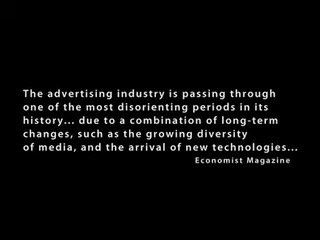 The advertising industry is passing through
one of the most disorienting periods in its
history... due to a combination of long-term
changes, such as the growing diversity
of media, and the arrival of new technologies...
Economist Magazine